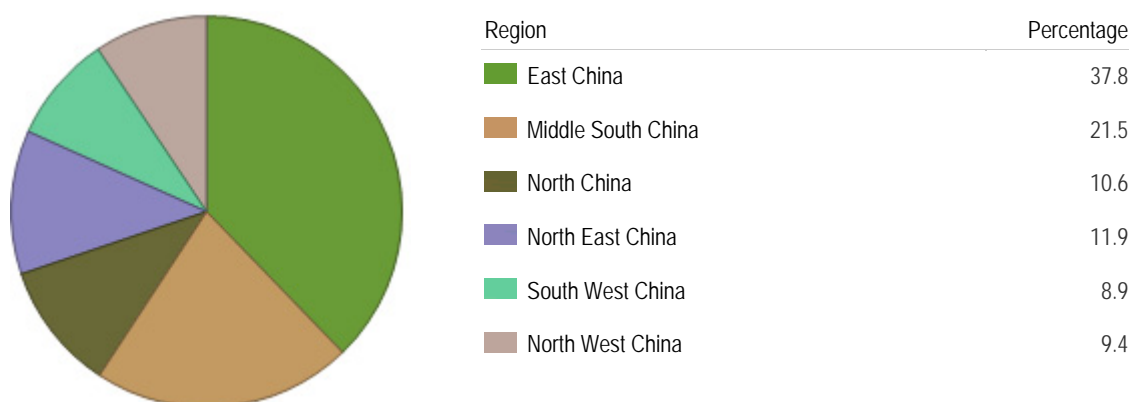 Region Percentage
East China 37.8
Middle South China 21.5
North China 10.6
North East China 11.9
South West China 8.9
North West China 9.4